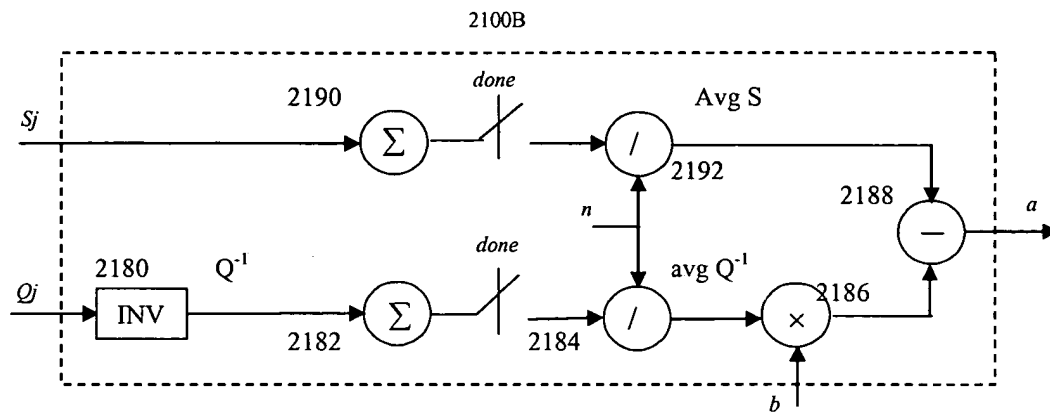 2100B
done
2190
Avg S
Sj
Σ
/
2192
2188
n
a
−
done
2180
Q⁻¹
avg Q⁻¹
Qj
INV
2182
Σ
2184
/
2186
×
b